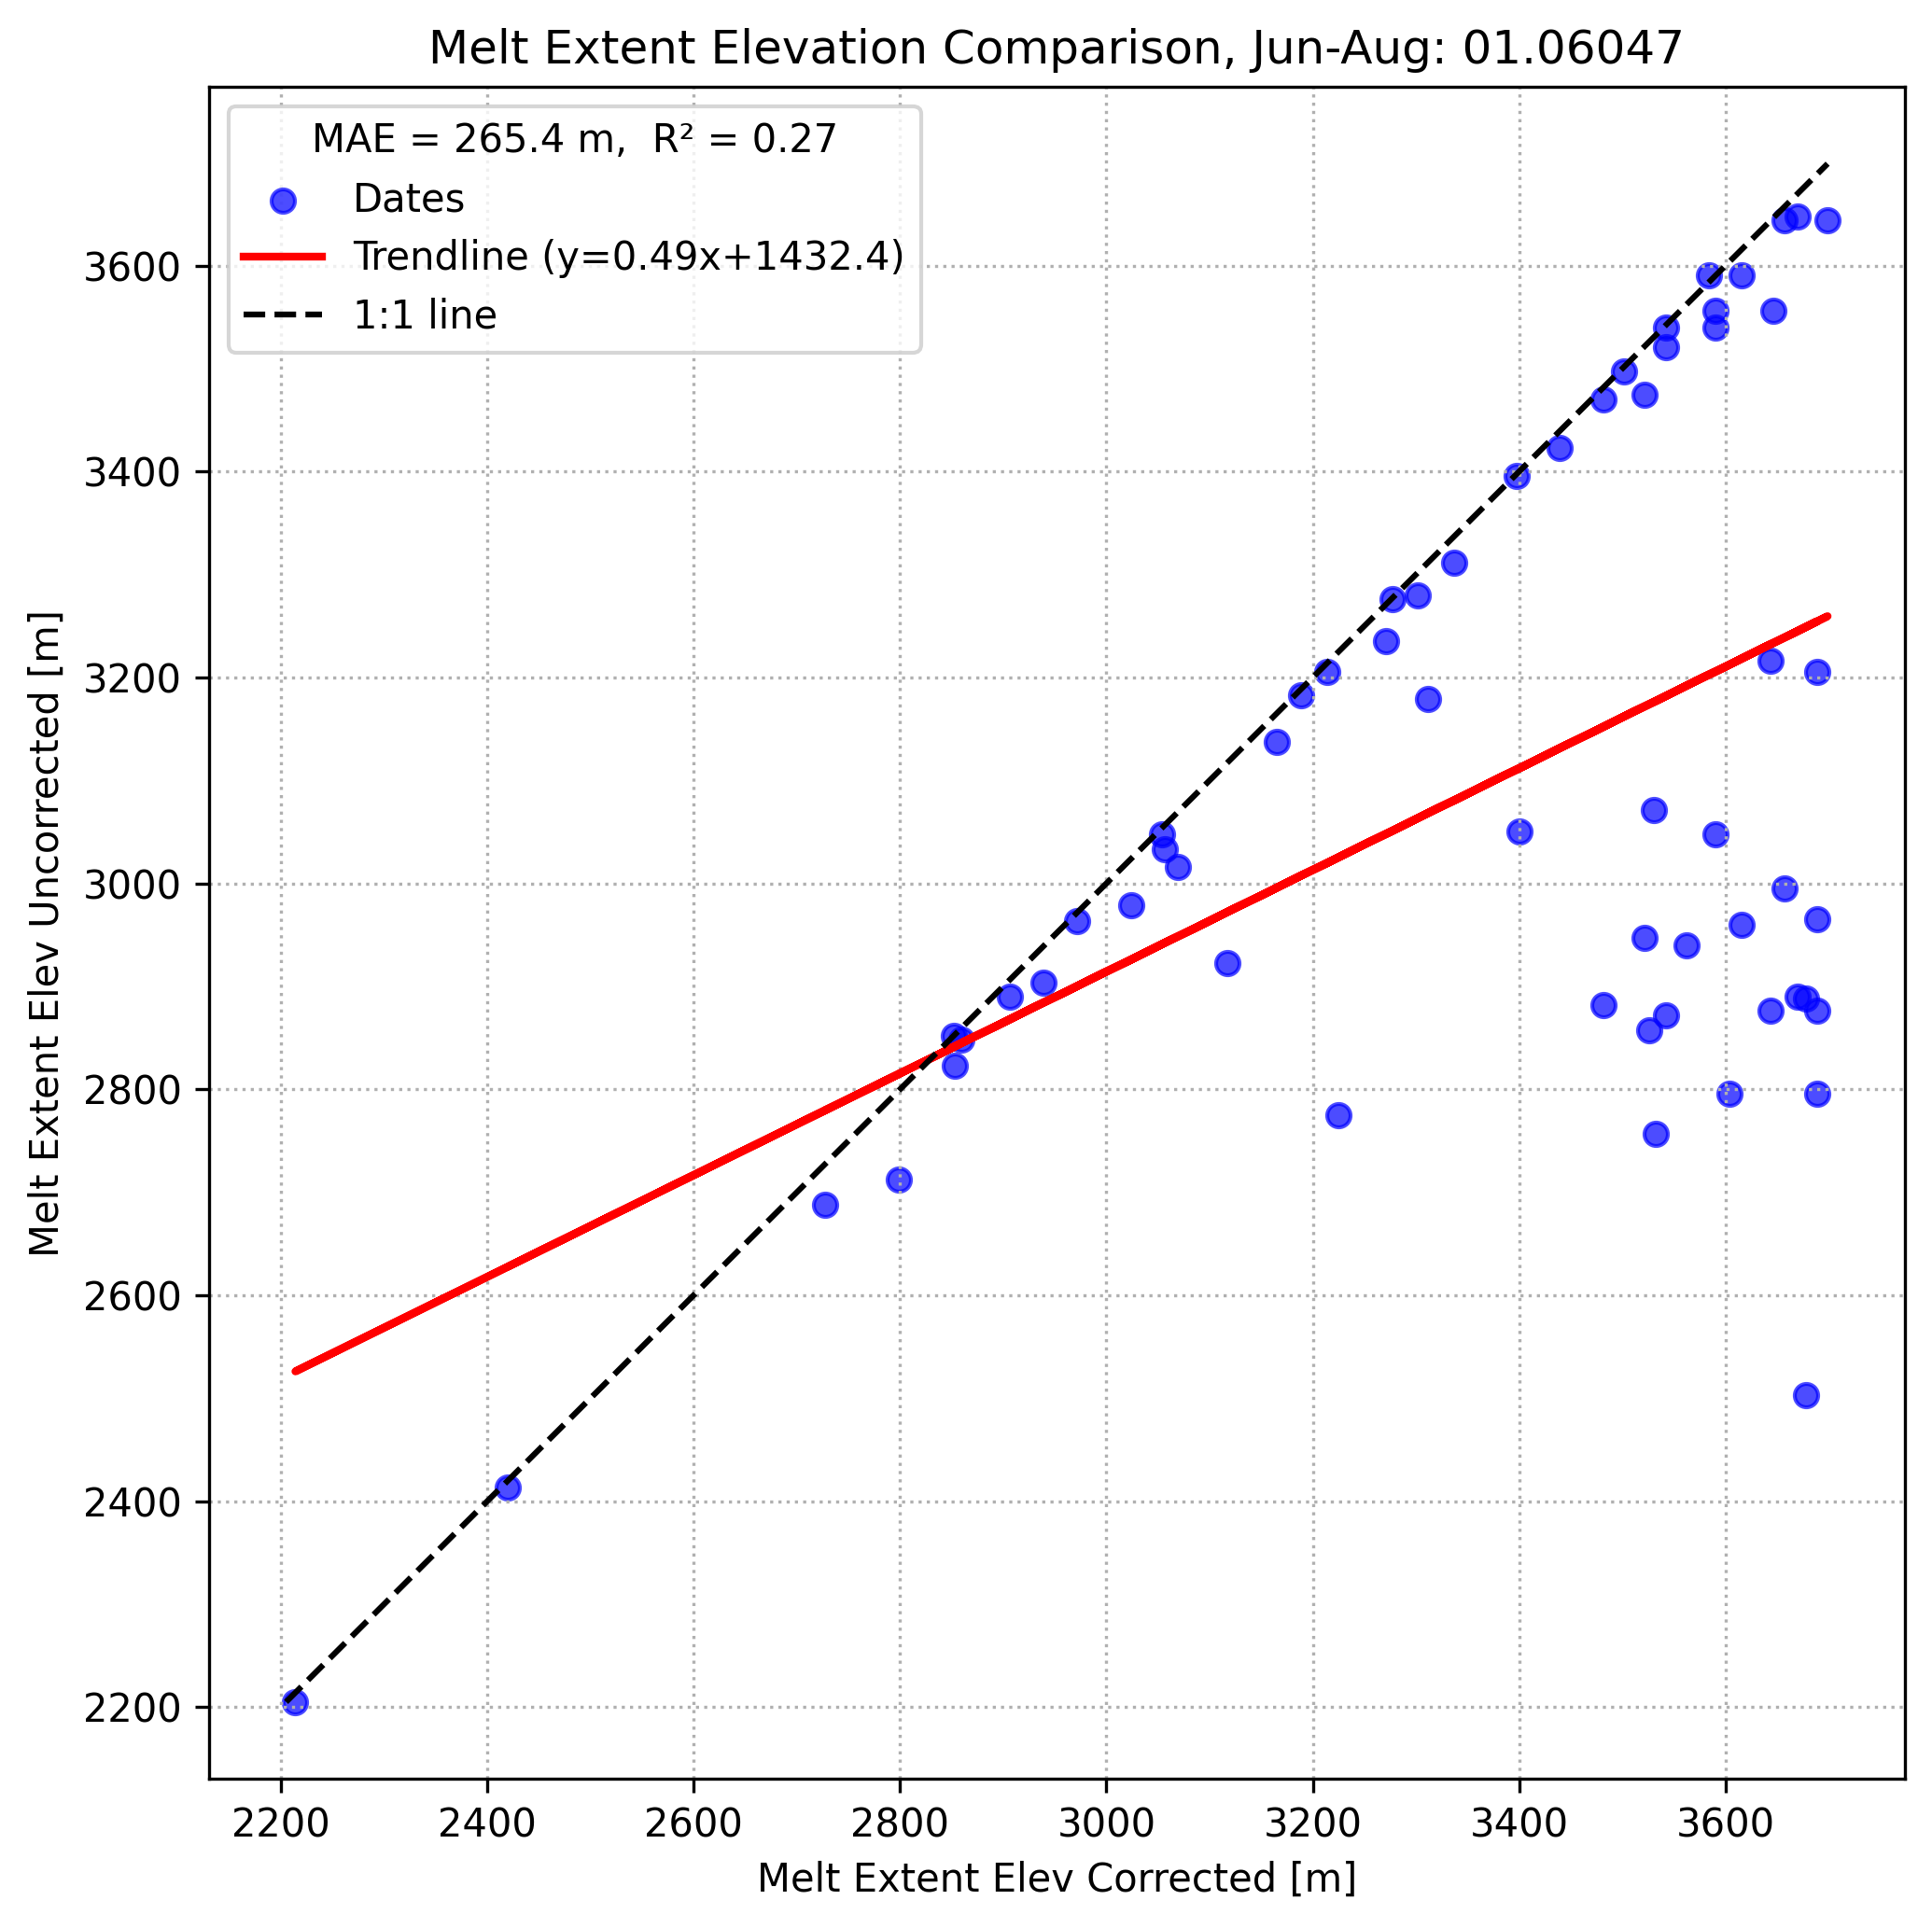 Melt Extent Elevation Comparison, Jun-Aug: 01.06047
MAE = 265.4 m,  R² = 0.27
Dates
Trendline (y=0.49x+1432.4)
1:1 line
Melt Extent Elev Uncorrected [m]
3600
3400
3200
3000
2800
2600
2400
2200
2200 2400 2600 2800 3000 3200 3400 3600
Melt Extent Elev Corrected [m]